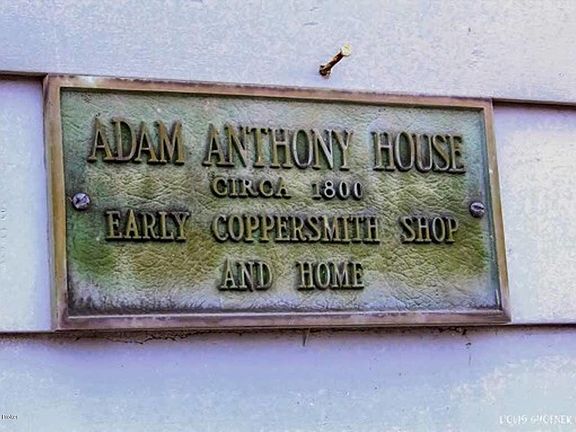 ADAM ANTHONY HOUSE
CIRCA 1800
EARLY COPPERSMITH SHOP
AND HOME